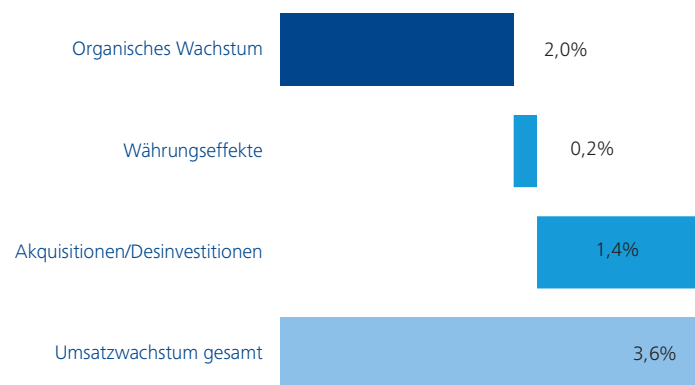 Organisches Wachstum 2,0%
Währungseffekte 0,2%
Akquisitionen/Desinvestitionen 1,4%
Umsatzwachstum gesamt 3,6%